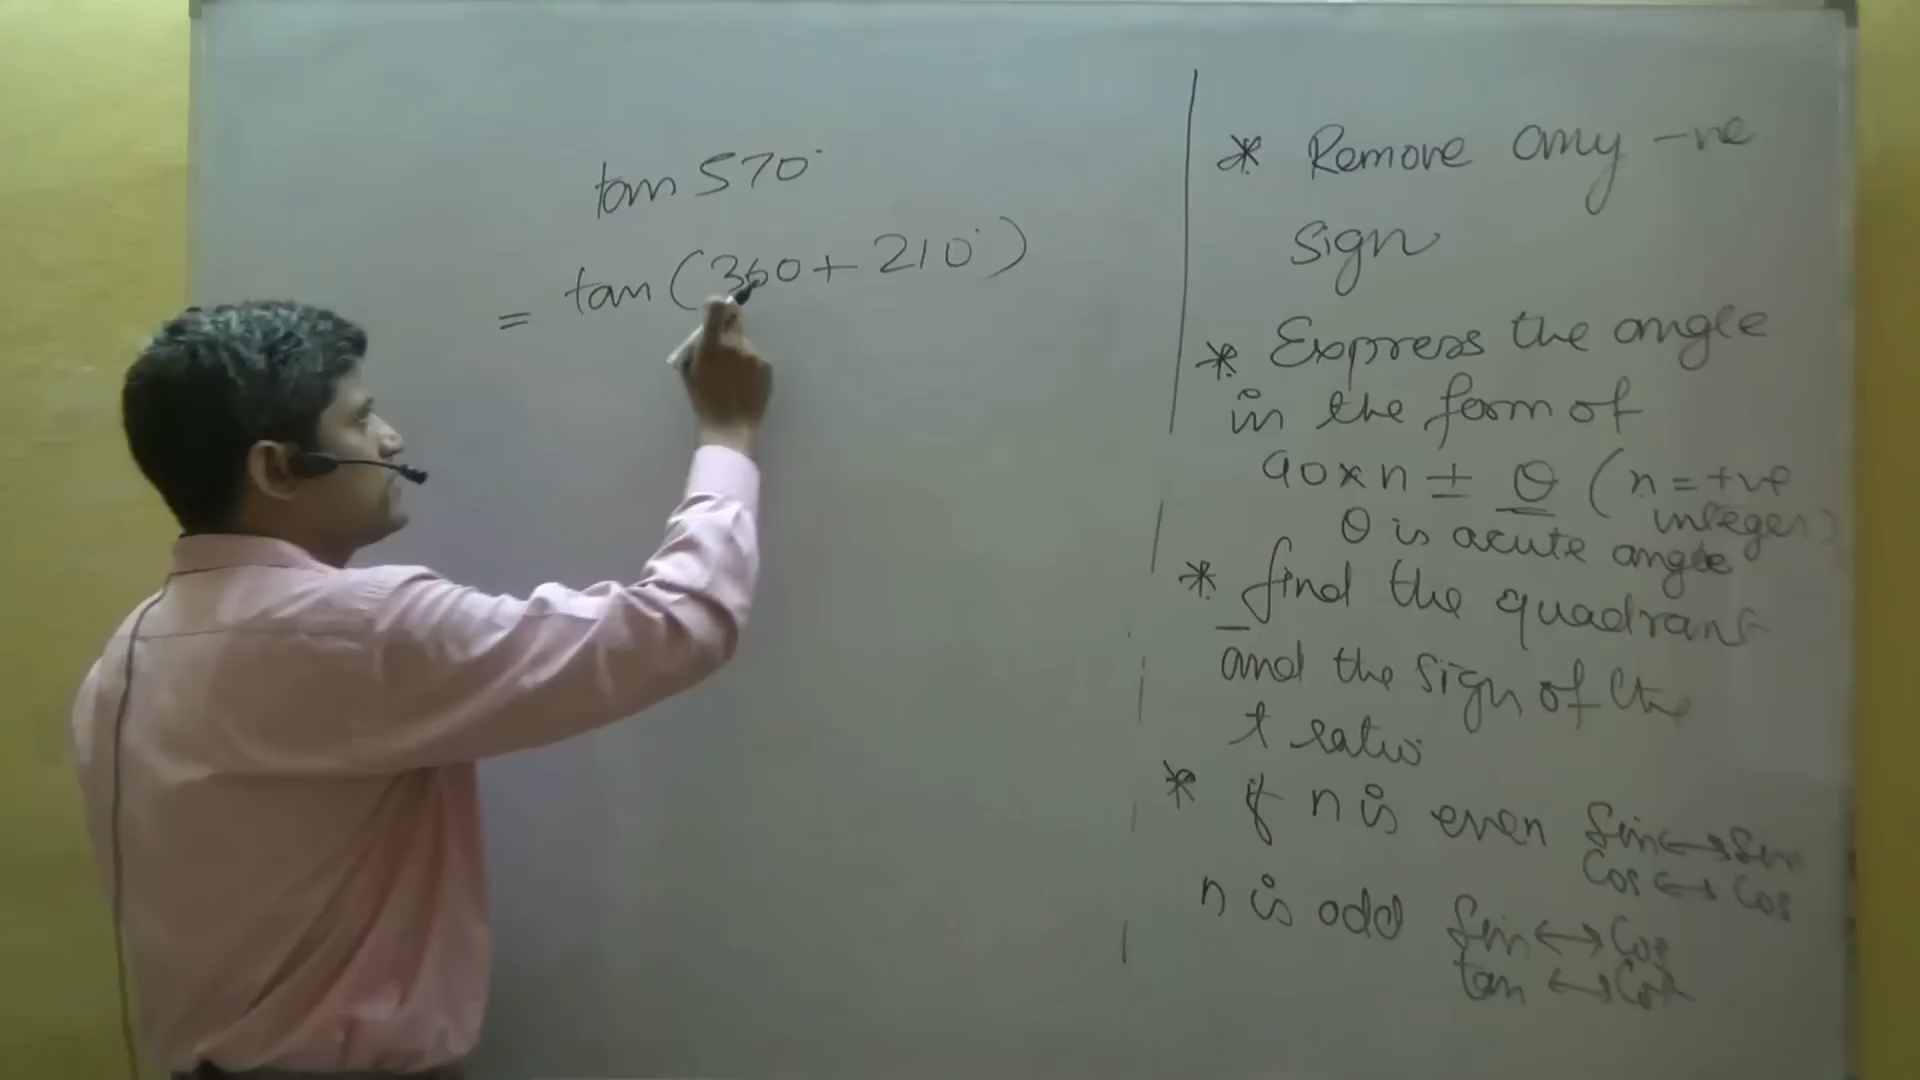 tan 570°
= tan (360 + 210°)
* Remove any -ve
sign
* Express the angle
in the form of
90×n ± θ (n = +ve
integer)
θ is acute angle
* find the quadrant
and the sign of the
t ratio
* if n is even sin↔sin
cos↔cos
n is odd sin↔cos
tan↔cot